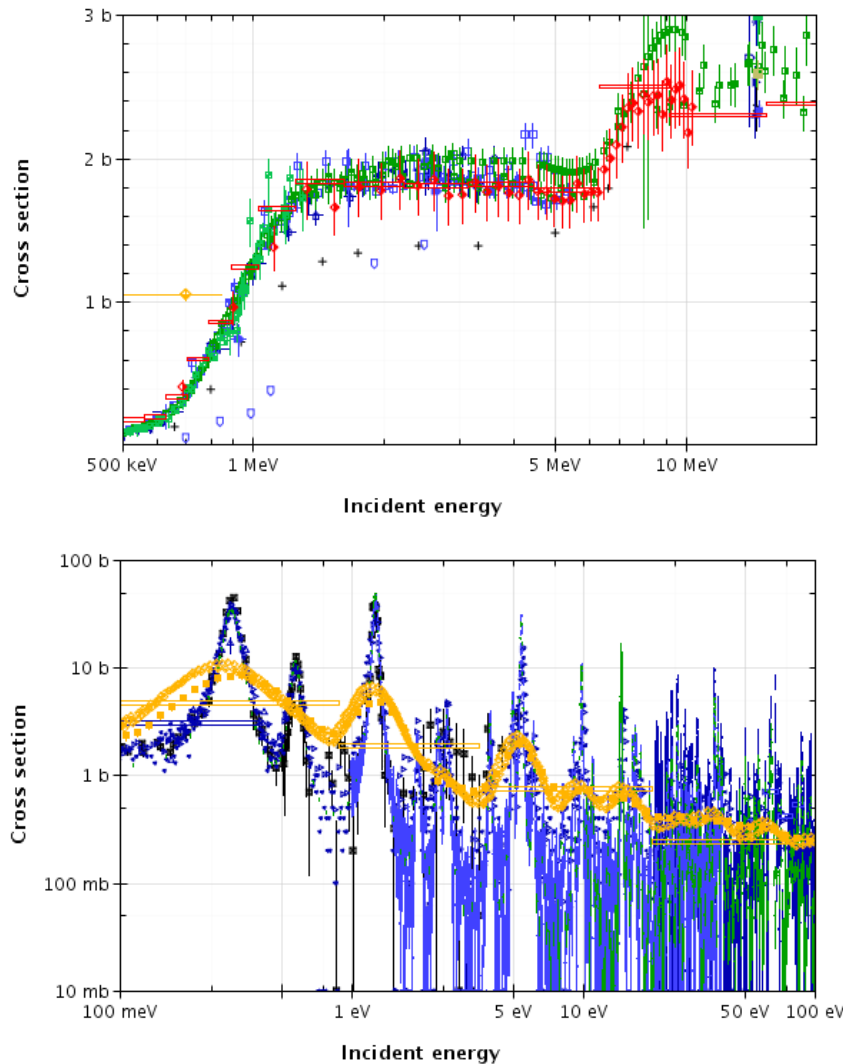 3 b
2 b
1 b
Cross section
500 keV 1 MeV 5 MeV 10 MeV
Incident energy
100 b
10 b
1 b
100 mb
10 mb
Cross section
100 meV 1 eV 5 eV 10 eV 50 eV 100 eV
Incident energy